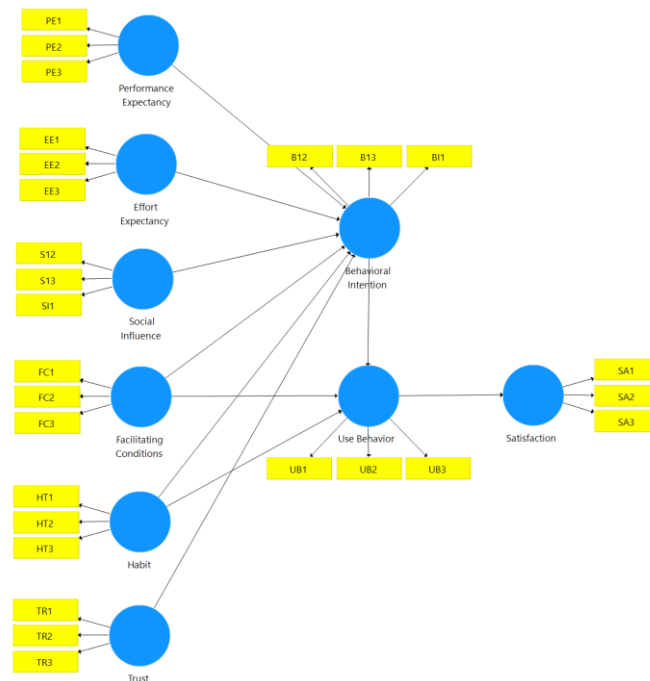 PE1
PE2
PE3
Performance
Expectancy
EE1
EE2
EE3
Effort
Expectancy
B12
B13
BI1
Behavioral
Intention
S12
S13
SI1
Social
Influence
FC1
FC2
FC3
Facilitating
Conditions
Use Behavior
UB1
UB2
UB3
SA1
SA2
SA3
Satisfaction
HT1
HT2
HT3
Habit
TR1
TR2
TR3
Trust